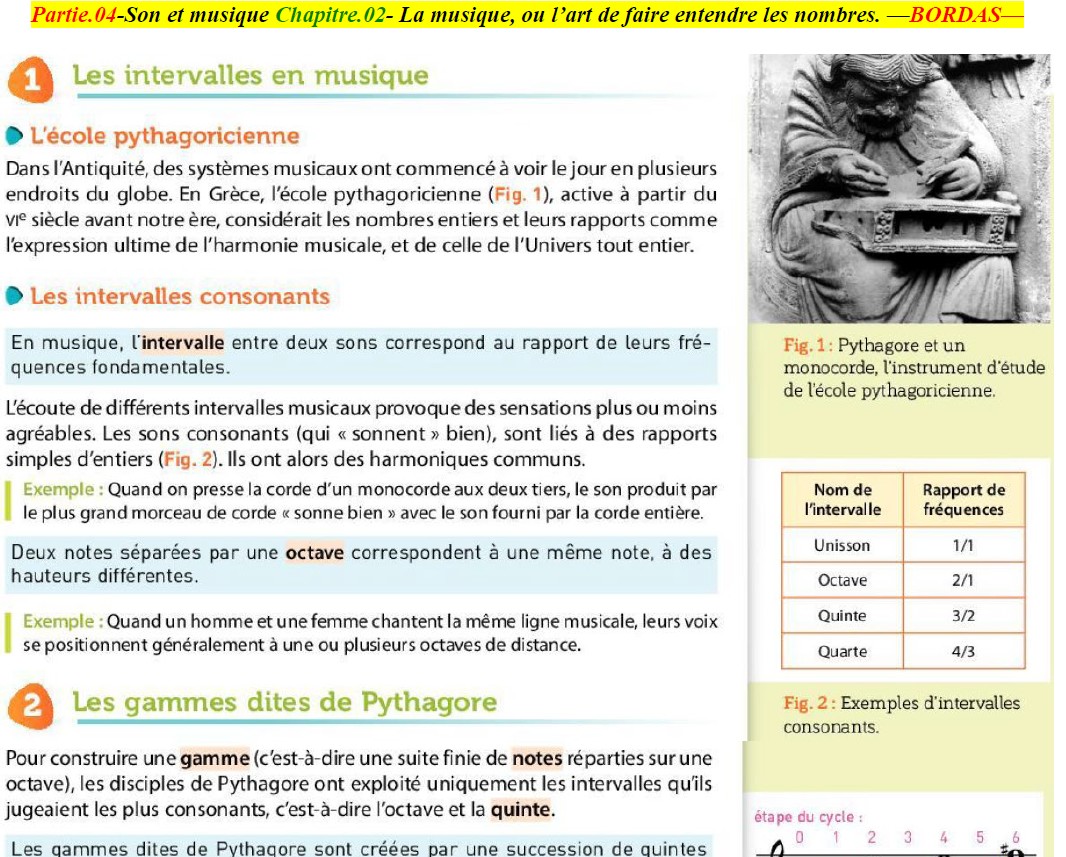 Partie.04-Son et musique Chapitre.02- La musique, ou l’art de faire entendre les nombres. —BORDAS—
1 Les intervalles en musique
L’école pythagoricienne
Dans l’Antiquité, des systèmes musicaux ont commencé à voir le jour en plusieurs
endroits du globe. En Grèce, l’école pythagoricienne (Fig. 1), active à partir du
VIe siècle avant notre ère, considérait les nombres entiers et leurs rapports comme
l’expression ultime de l’harmonie musicale, et de celle de l’Univers tout entier.
Les intervalles consonants
En musique, l’intervalle entre deux sons correspond au rapport de leurs fré-
quences fondamentales.
L’écoute de différents intervalles musicaux provoque des sensations plus ou moins
agréables. Les sons consonants (qui « sonnent » bien), sont liés à des rapports
simples d’entiers (Fig. 2). Ils ont alors des harmoniques communs.
Exemple : Quand on presse la corde d’un monocorde aux deux tiers, le son produit par
le plus grand morceau de corde « sonne bien » avec le son fourni par la corde entière.
Deux notes séparées par une octave correspondent à une même note, à des
hauteurs différentes.
Exemple : Quand un homme et une femme chantent la même ligne musicale, leurs voix
se positionnent généralement à une ou plusieurs octaves de distance.
2 Les gammes dites de Pythagore
Pour construire une gamme (c’est-à-dire une suite finie de notes réparties sur une
octave), les disciples de Pythagore ont exploité uniquement les intervalles qu’ils
jugeaient les plus consonants, c’est-à-dire l’octave et la quinte.
Les gammes dites de Pythagore sont créées par une succession de quintes
Fig. 1 : Pythagore et un
monocorde, l’instrument d’étude
de l’école pythagoricienne.
Nom de l’intervalle Rapport de fréquences
Unisson 1/1
Octave 2/1
Quinte 3/2
Quarte 4/3
Fig. 2 : Exemples d’intervalles
consonants.
étape du cycle :
0 1 2 3 4 5 6